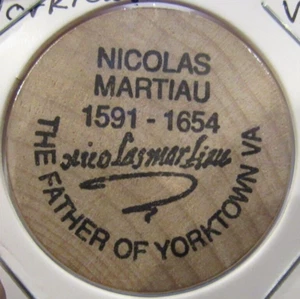 NICOLAS
MARTIAU
1591 - 1654
nicolasmartiau
THE FATHER OF YORKTOWN VA